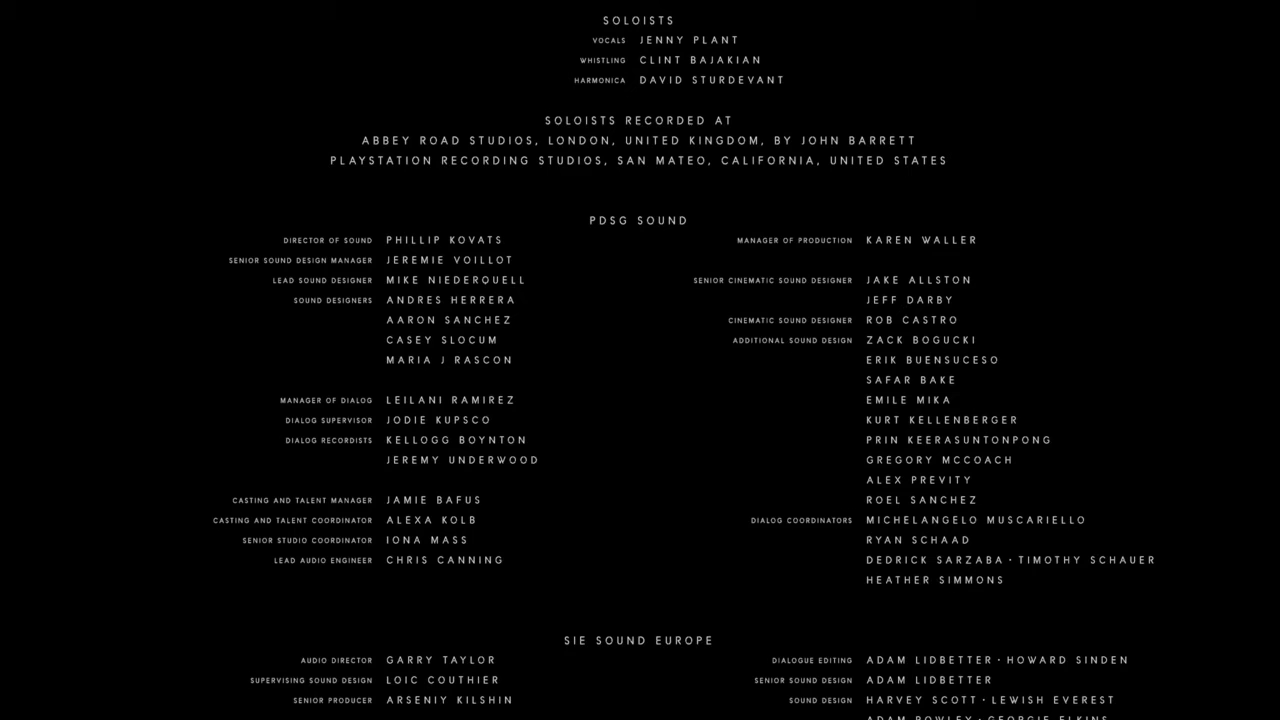 SOLOISTS
VOCALS JENNY PLANT
WHISTLING CLINT BAJAKIAN
HARMONICA DAVID STURDEVANT
SOLOISTS RECORDED AT
ABBEY ROAD STUDIOS, LONDON, UNITED KINGDOM, BY JOHN BARRETT
PLAYSTATION RECORDING STUDIOS, SAN MATEO, CALIFORNIA, UNITED STATES
PDSG SOUND
DIRECTOR OF SOUND PHILLIP KOVATS
SENIOR SOUND DESIGN MANAGER JEREMIE VOILLOT
LEAD SOUND DESIGNER MIKE NIEDERQUELL
SOUND DESIGNERS ANDRES HERRERA
AARON SANCHEZ
CASEY SLOCUM
MARIA J RASCON
MANAGER OF DIALOG LEILANI RAMIREZ
DIALOG SUPERVISOR JODIE KUPSCO
DIALOG RECORDISTS KELLOGG BOYNTON
JEREMY UNDERWOOD
CASTING AND TALENT MANAGER JAMIE BAFUS
CASTING AND TALENT COORDINATOR ALEXA KOLB
SENIOR STUDIO COORDINATOR IONA MASS
LEAD AUDIO ENGINEER CHRIS CANNING
MANAGER OF PRODUCTION KAREN WALLER
SENIOR CINEMATIC SOUND DESIGNER JAKE ALLSTON
JEFF DARBY
CINEMATIC SOUND DESIGNER ROB CASTRO
ADDITIONAL SOUND DESIGN ZACK BOGUCKI
ERIK BUENSUCESO
SAFAR BAKE
EMILE MIKA
KURT KELLENBERGER
PRIN KEERASUNTONPONG
GREGORY MCCOACH
ALEX PREVITY
ROEL SANCHEZ
DIALOG COORDINATORS MICHELANGELO MUSCARIELLO
RYAN SCHAAD
DEDRICK SARZABA · TIMOTHY SCHAUER
HEATHER SIMMONS
SIE SOUND EUROPE
AUDIO DIRECTOR GARRY TAYLOR
SUPERVISING SOUND DESIGN LOIC COUTHIER
SENIOR PRODUCER ARSENIY KILSHIN
DIALOGUE EDITING ADAM LIDBETTER · HOWARD SINDEN
SENIOR SOUND DESIGN ADAM LIDBETTER
SOUND DESIGN HARVEY SCOTT · LEWISH EVEREST